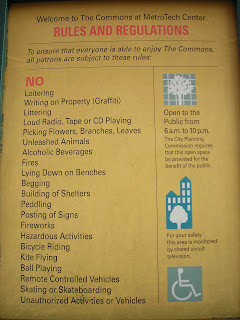 Welcome to The Commons at MetroTech Center.
RULES AND REGULATIONS
To ensure that everyone is able to enjoy The Commons,
all patrons are subject to these rules:
NO
Loitering
Writing on Property (Graffiti)
Littering
Loud Radio, Tape or CD Playing
Picking Flowers, Branches, Leaves
Unleashed Animals
Alcoholic Beverages
Fires
Lying Down on Benches
Begging
Building of Shelters
Peddling
Posting of Signs
Fireworks
Hazardous Activities
Bicycle Riding
Kite Flying
Ball Playing
Remote Controlled Vehicles
Skating or Skateboarding
Unauthorized Activities or Vehicles
Open to the
Public from
6 a.m. to 10 p.m.
The City Planning
Commission requires
that this open space
be provided for the
benefit of the public.
For your safety
this area is monitored
by closed circuit
television.